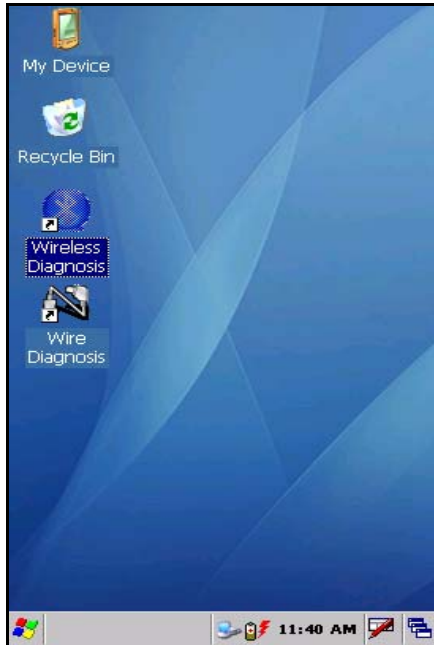 My Device
Recycle Bin
Wireless
Diagnosis
Wire
Diagnosis
11:40 AM